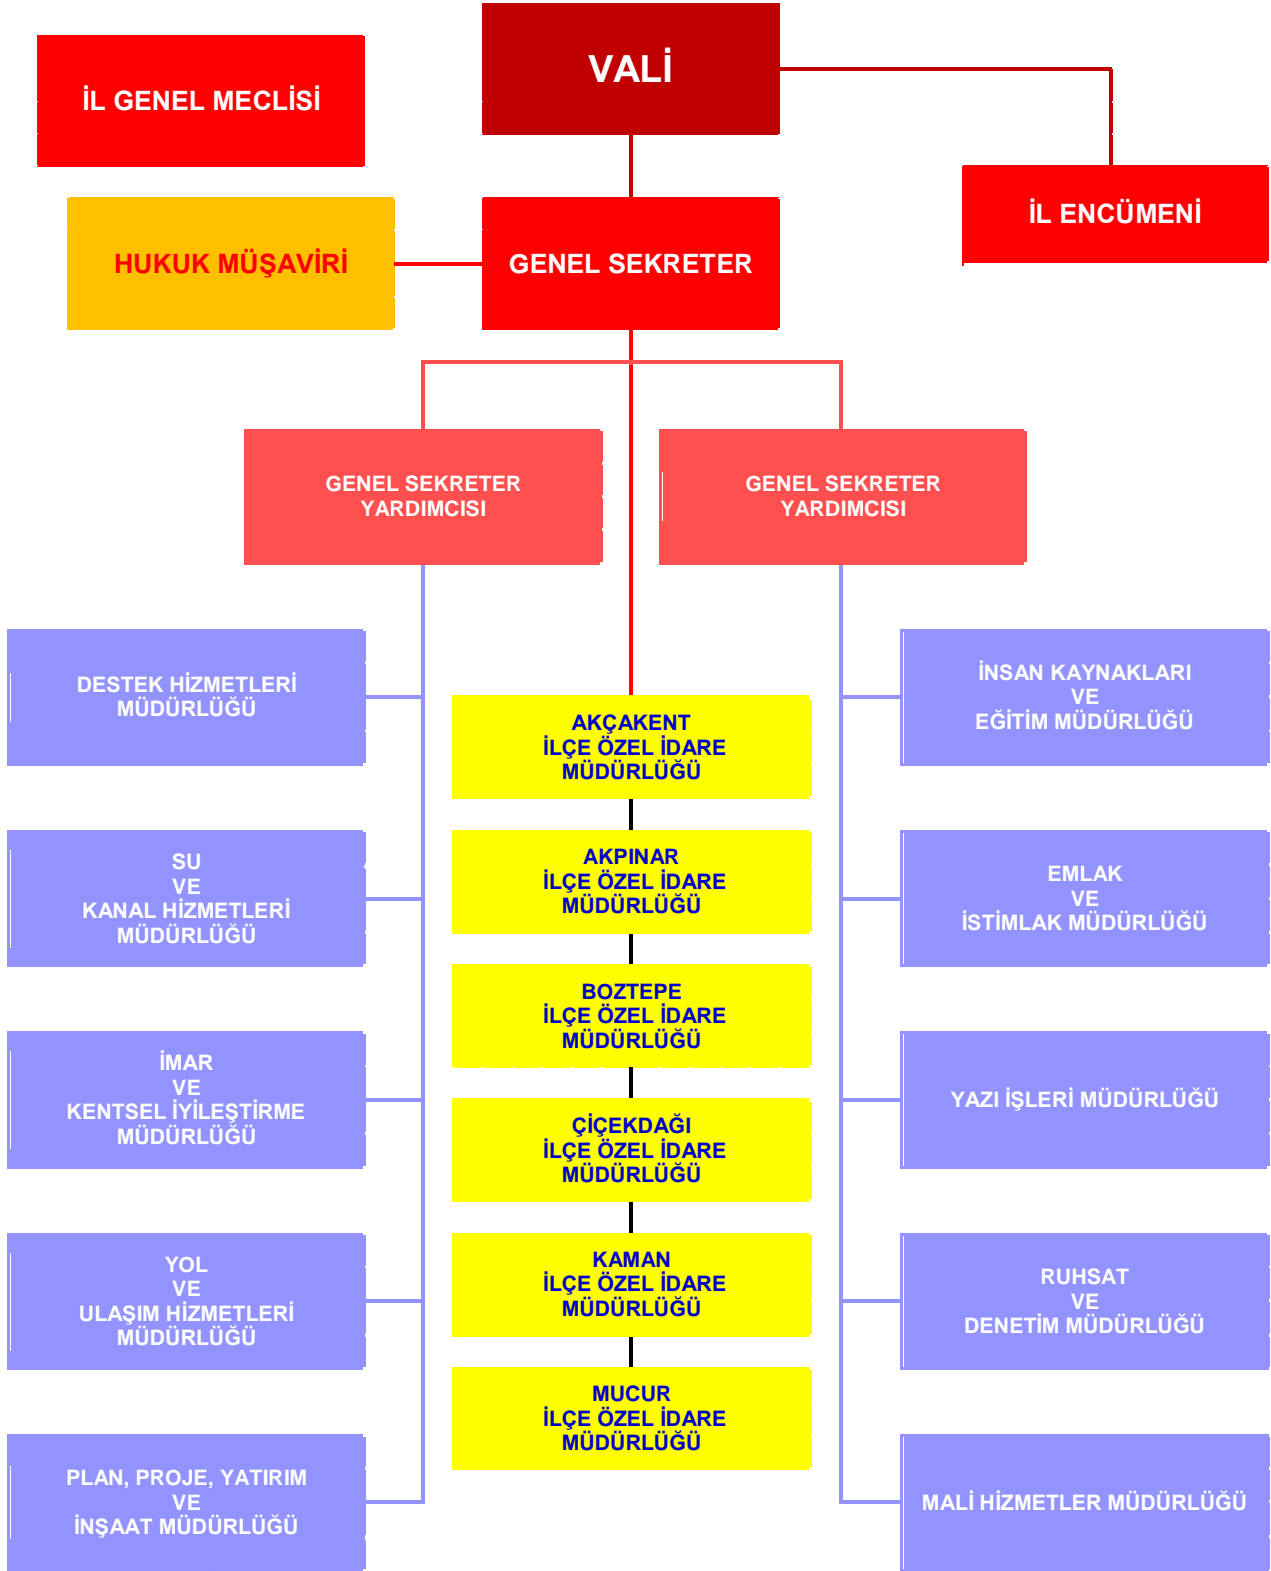 VALİ
İL GENEL MECLİSİ
İL ENCÜMENİ
HUKUK MÜŞAVİRİ
GENEL SEKRETER
GENEL SEKRETER
YARDIMCISI
GENEL SEKRETER
YARDIMCISI
DESTEK HİZMETLERİ
MÜDÜRLÜĞÜ
SU
VE
KANAL HİZMETLERİ
MÜDÜRLÜĞÜ
İMAR
VE
KENTSEL İYİLEŞTİRME
MÜDÜRLÜĞÜ
YOL
VE
ULAŞIM HİZMETLERİ
MÜDÜRLÜĞÜ
PLAN, PROJE, YATIRIM
VE
İNŞAAT MÜDÜRLÜĞÜ
AKÇAKENT
İLÇE ÖZEL İDARE
MÜDÜRLÜĞÜ
AKPINAR
İLÇE ÖZEL İDARE
MÜDÜRLÜĞÜ
BOZTEPE
İLÇE ÖZEL İDARE
MÜDÜRLÜĞÜ
ÇİÇEKDAĞI
İLÇE ÖZEL İDARE
MÜDÜRLÜĞÜ
KAMAN
İLÇE ÖZEL İDARE
MÜDÜRLÜĞÜ
MUCUR
İLÇE ÖZEL İDARE
MÜDÜRLÜĞÜ
İNSAN KAYNAKLARI
VE
EĞİTİM MÜDÜRLÜĞÜ
EMLAK
VE
İSTİMLAK MÜDÜRLÜĞÜ
YAZI İŞLERİ MÜDÜRLÜĞÜ
RUHSAT
VE
DENETİM MÜDÜRLÜĞÜ
MALİ HİZMETLER MÜDÜRLÜĞÜ